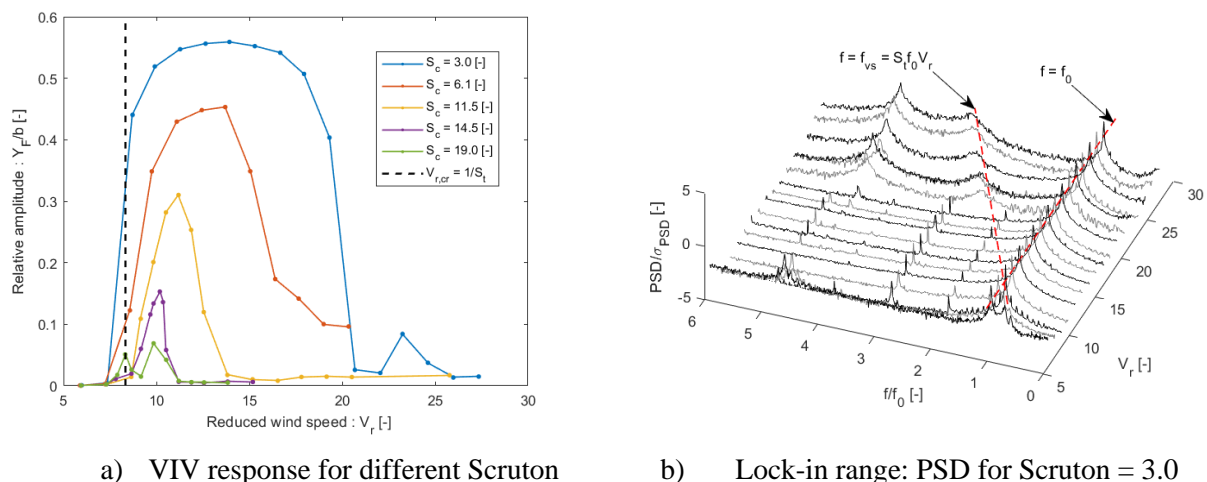 0.6
0.5
0.4
0.3
0.2
0.1
0
Relative amplitude : Y_F/b [-]
5 10 15 20 25 30
Reduced wind speed : V_r [-]
S_c = 3.0 [-]
S_c = 6.1 [-]
S_c = 11.5 [-]
S_c = 14.5 [-]
S_c = 19.0 [-]
V_r,cr = 1/S_t
f = f_vs = S_t f_0 V_r
f = f_0
5
0
-5
PSD/σ_PSD [-]
6 5 4 3 2 1 0
f/f_0 [-]
5 10 15 20 25 30
V_r [-]
a) VIV response for different Scruton
b) Lock-in range: PSD for Scruton = 3.0